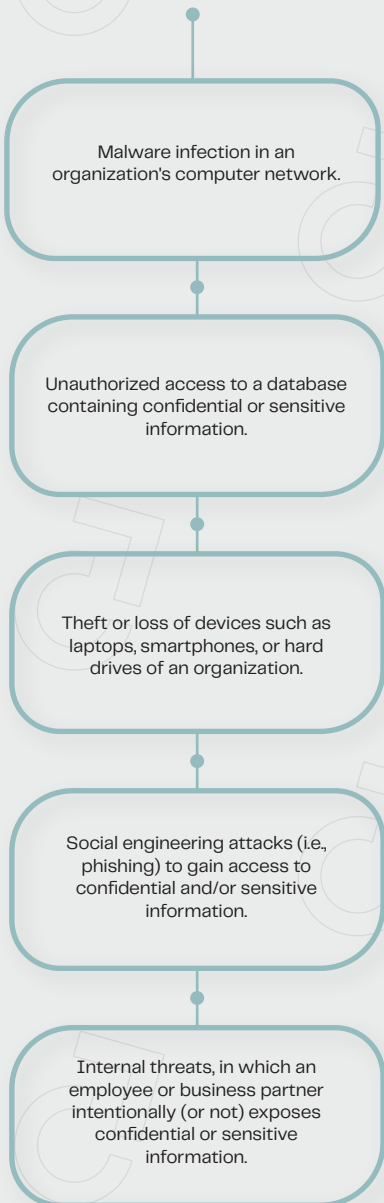 Malware infection in an
organization's computer network.
Unauthorized access to a database
containing confidential or sensitive
information.
Theft or loss of devices such as
laptops, smartphones, or hard
drives of an organization.
Social engineering attacks (i.e.,
phishing) to gain access to
confidential and/or sensitive
information.
Internal threats, in which an
employee or business partner
intentionally (or not) exposes
confidential or sensitive
information.